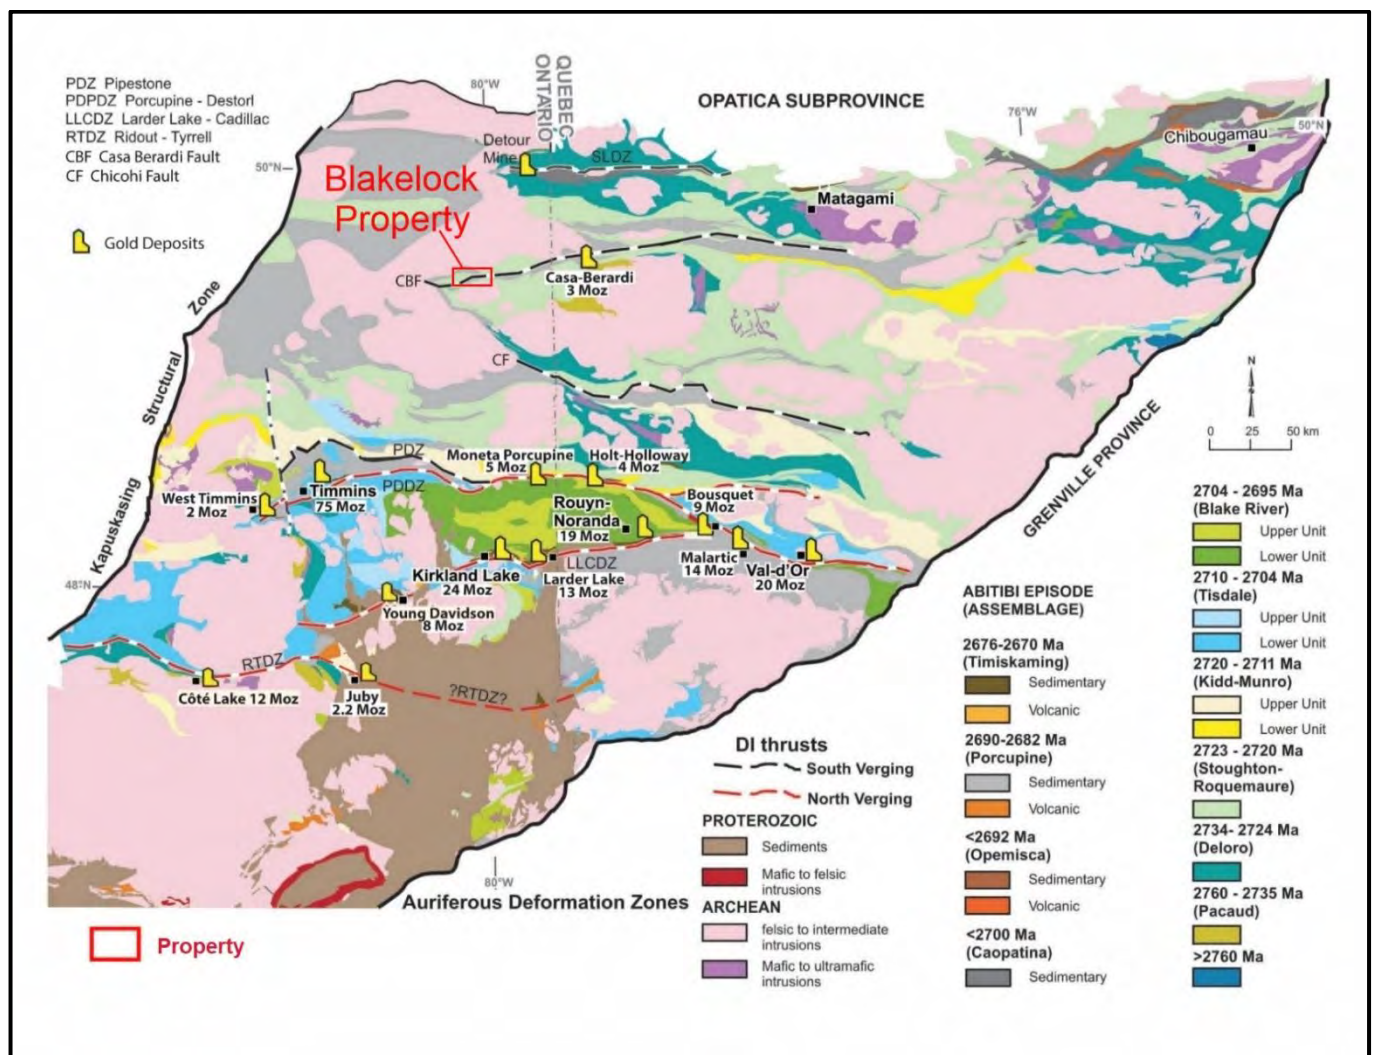 PDZ Pipestone
PDPDZ Porcupine - Destorl
LLCDZ Larder Lake - Cadillac
RTDZ Ridout - Tyrrell
CBF Casa Berardi Fault
CF Chicohi Fault
Gold Deposits
80°W
QUEBEC
ONTARIO
OPATICA SUBPROVINCE
76°W
50°N
Chibougamau
Detour
Mine
SLDZ
50°N
Blakelock
Property
Matagami
CBF
Casa-Berardi
3 Moz
Kapuskasing Structural Zone
CF
N
0 25 50 km
GRENVILLE PROVINCE
PDZ
Moneta Porcupine
5 Moz
Holt-Holloway
4 Moz
PDDZ
West Timmins
2 Moz
Timmins
75 Moz
Bousquet
9 Moz
Rouyn-
Noranda
19 Moz
LLCDZ
Malartic
14 Moz
Val-d'Or
20 Moz
Kirkland Lake
24 Moz
Larder Lake
13 Moz
48?N
Young Davidson
8 Moz
RTDZ
Côté Lake 12 Moz
Juby
2.2 Moz
?RTDZ?
80°W
Auriferous Deformation Zones
Property
DI thrusts
South Verging
North Verging
PROTEROZOIC
Sediments
Mafic to felsic
intrusions
ARCHEAN
felsic to intermediate
intrusions
Mafic to ultramafic
intrusions
ABITIBI EPISODE
(ASSEMBLAGE)
2676-2670 Ma
(Timiskaming)
Sedimentary
Volcanic
2690-2682 Ma
(Porcupine)
Sedimentary
Volcanic
<2692 Ma
(Opemisca)
Sedimentary
Volcanic
<2700 Ma
(Caopatina)
Sedimentary
2704 - 2695 Ma
(Blake River)
Upper Unit
Lower Unit
2710 - 2704 Ma
(Tisdale)
Upper Unit
Lower Unit
2720 - 2711 Ma
(Kidd-Munro)
Upper Unit
Lower Unit
2723 - 2720 Ma
(Stoughton-
Roquemaure)
2734- 2724 Ma
(Deloro)
2760 - 2735 Ma
(Pacaud)
>2760 Ma